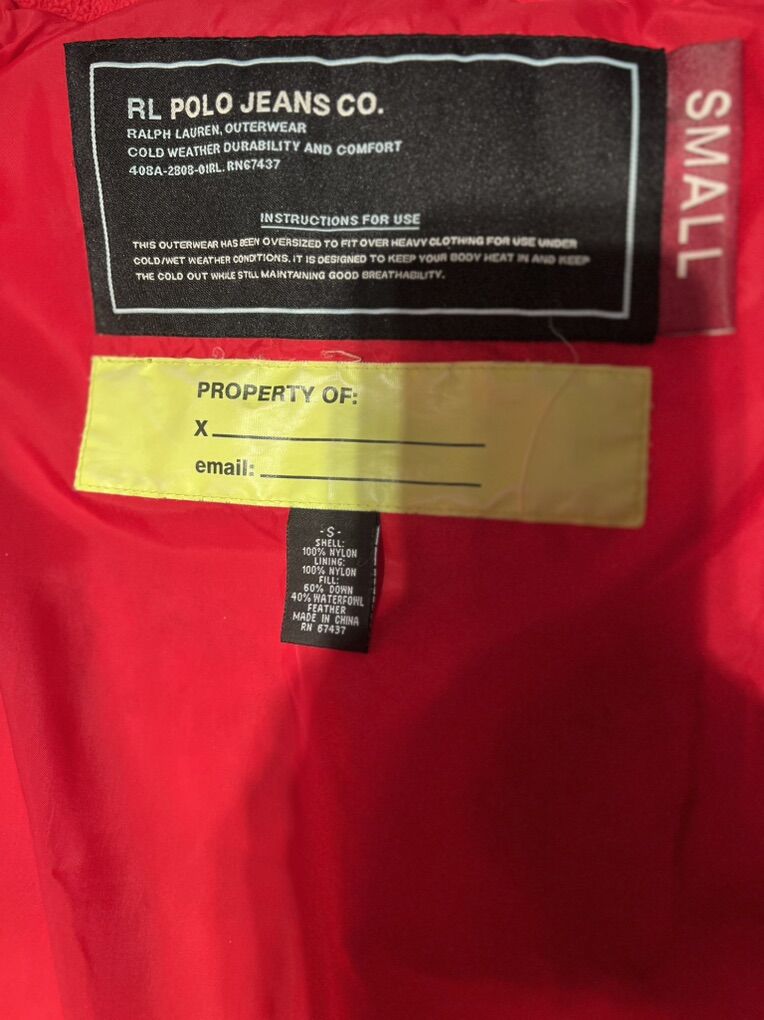 RL POLO JEANS CO.
RALPH LAUREN, OUTERWEAR
COLD WEATHER DURABILITY AND COMFORT
408A-2808-01RL. RN67437
SMALL
INSTRUCTIONS FOR USE
THIS OUTERWEAR HAS BEEN OVERSIZED TO FIT OVER HEAVY CLOTHING FOR USE UNDER
COLD/WET WEATHER CONDITIONS. IT IS DESIGNED TO KEEP YOUR BODY HEAT IN AND KEEP
THE COLD OUT WHILE STILL MAINTAINING GOOD BREATHABILITY.
PROPERTY OF:
X
email:
-S-
SHELL:
100% NYLON
LINING:
100% NYLON
FILL:
60% DOWN
40% WATERFOWL
FEATHER
MADE IN CHINA
RN 67437